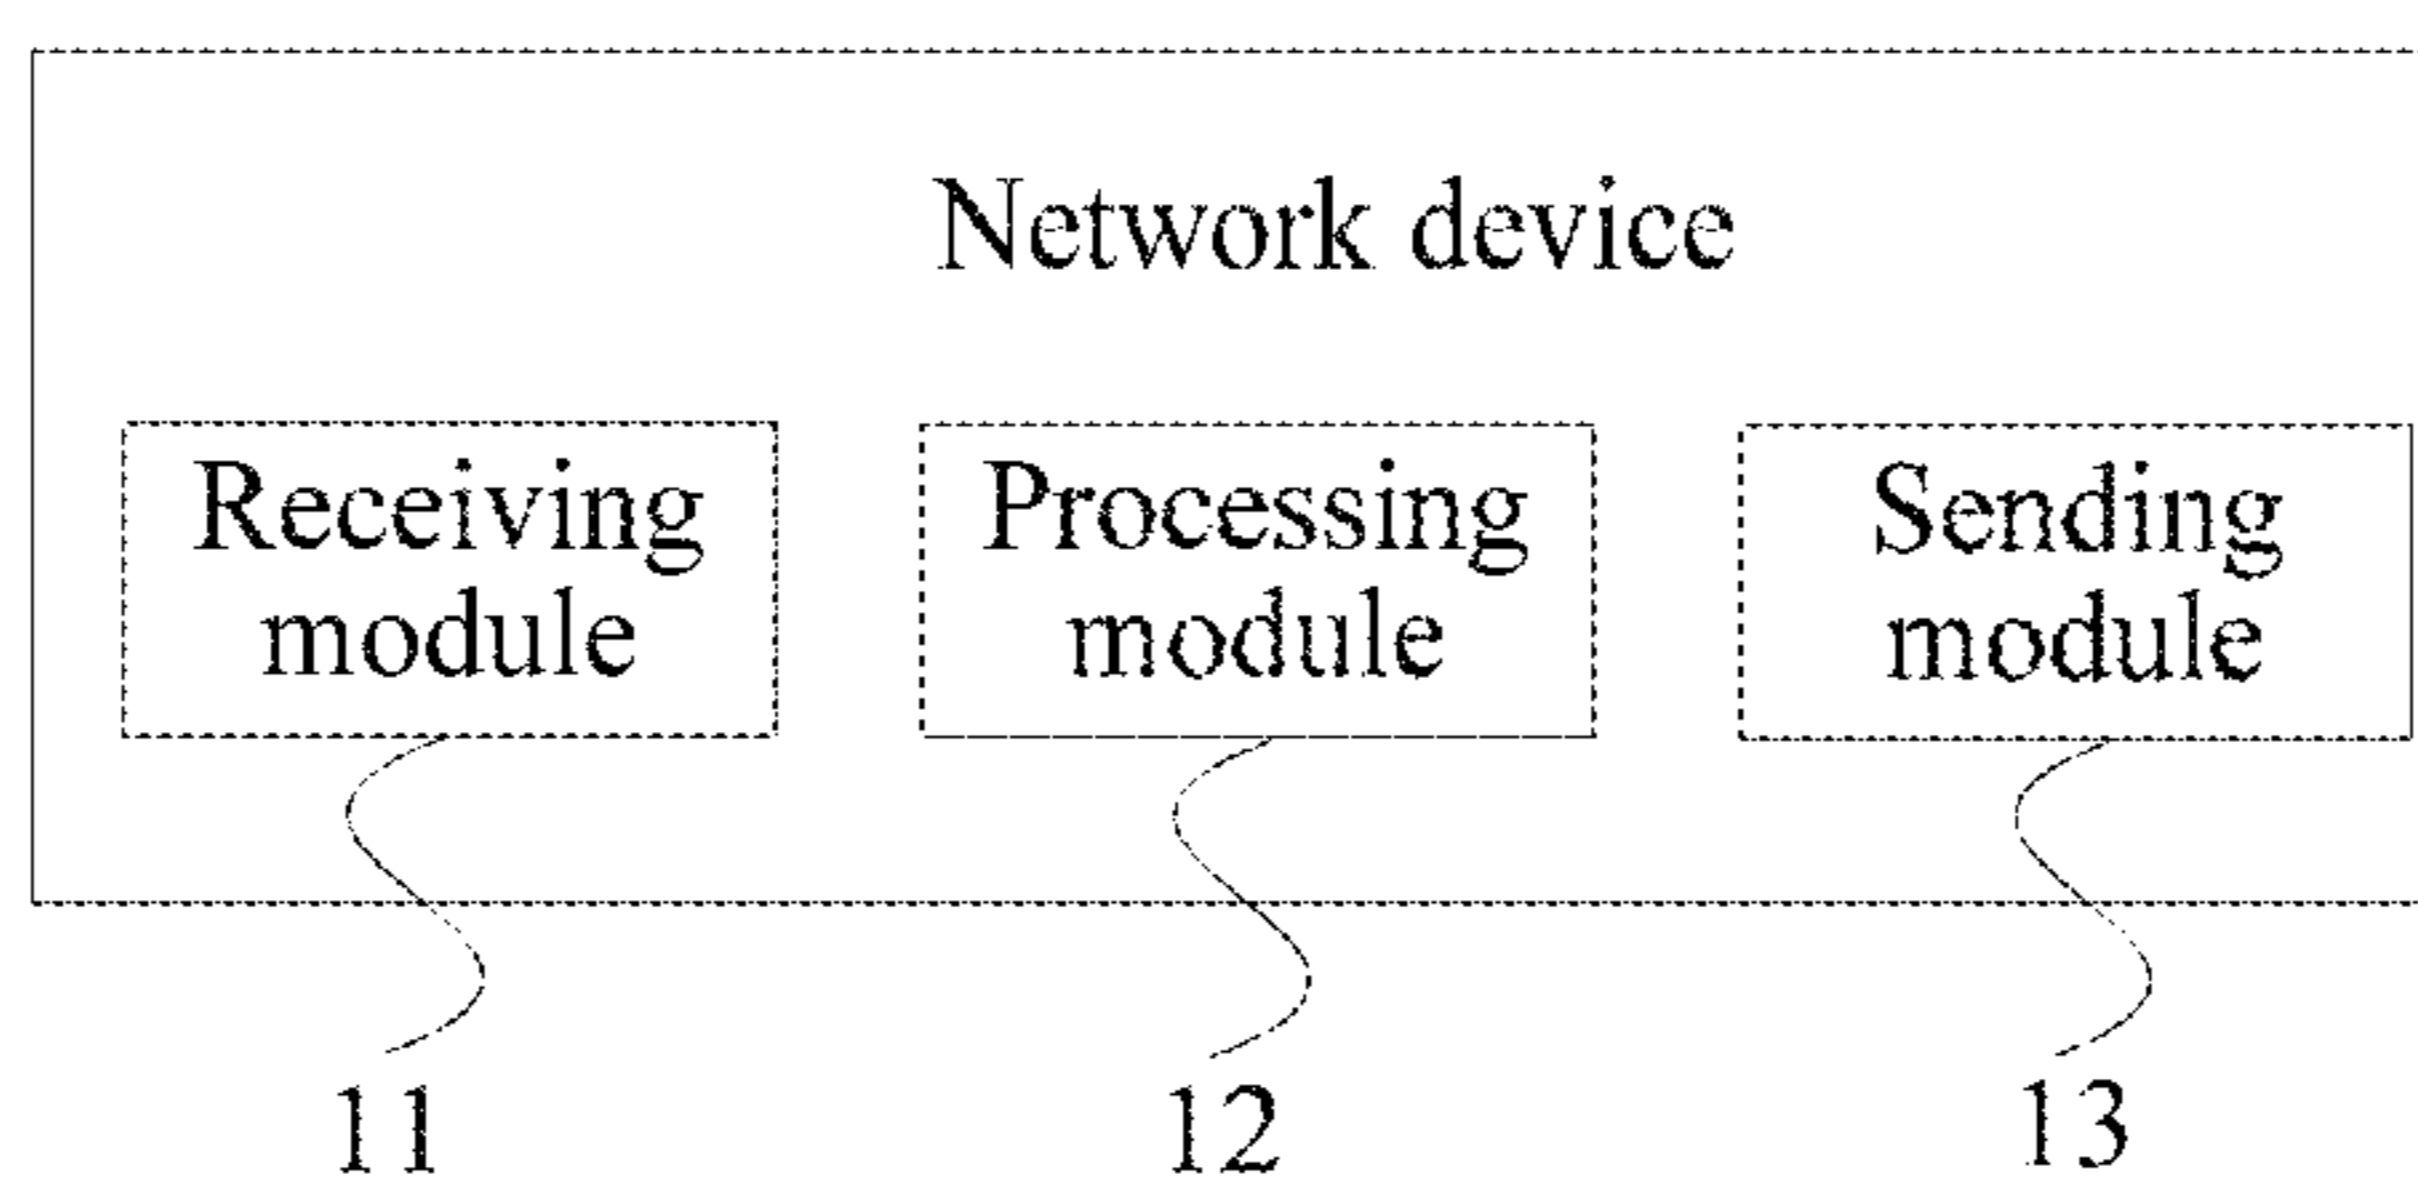 Network device
Receiving
module
Processing
module
Sending
module
11
12
13